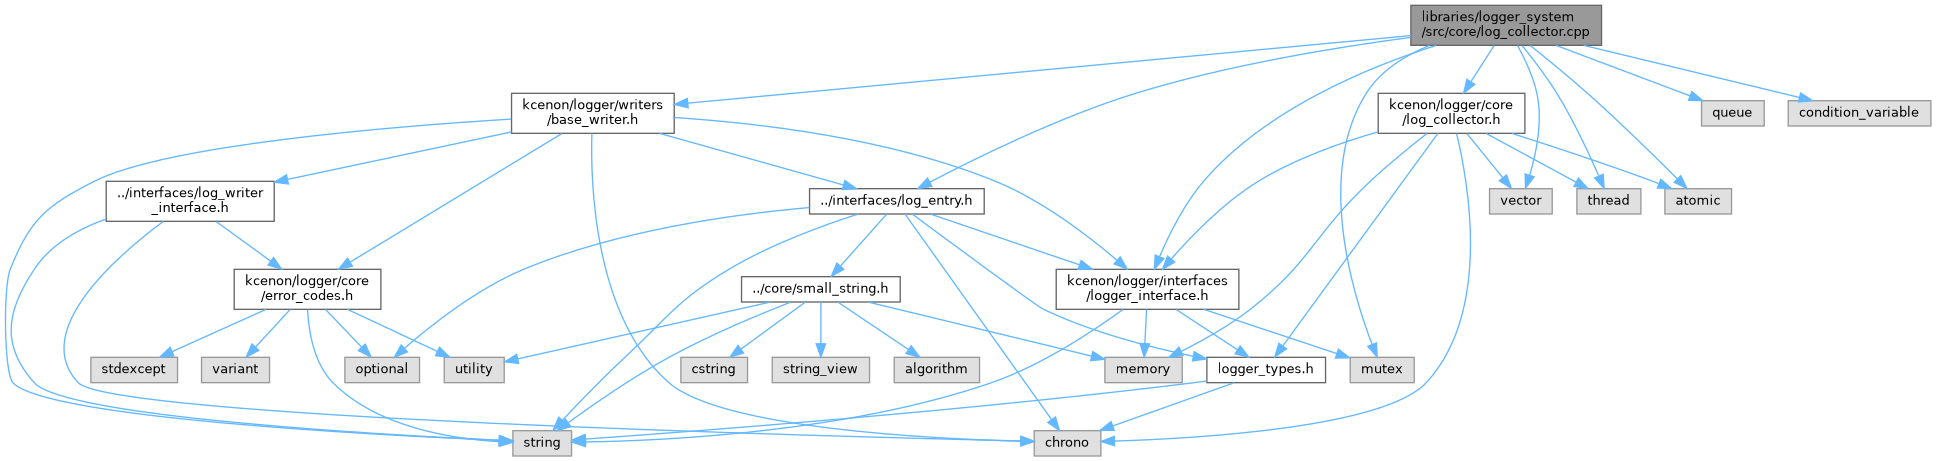 libraries/logger_system
/src/core/log_collector.cpp
kcenon/logger/writers
/base_writer.h
kcenon/logger/core
/log_collector.h
queue
condition_variable
../interfaces/log_writer
_interface.h
../interfaces/log_entry.h
vector
thread
atomic
kcenon/logger/core
/error_codes.h
../core/small_string.h
kcenon/logger/interfaces
/logger_interface.h
stdexcept
variant
optional
utility
cstring
string_view
algorithm
memory
logger_types.h
mutex
string
chrono